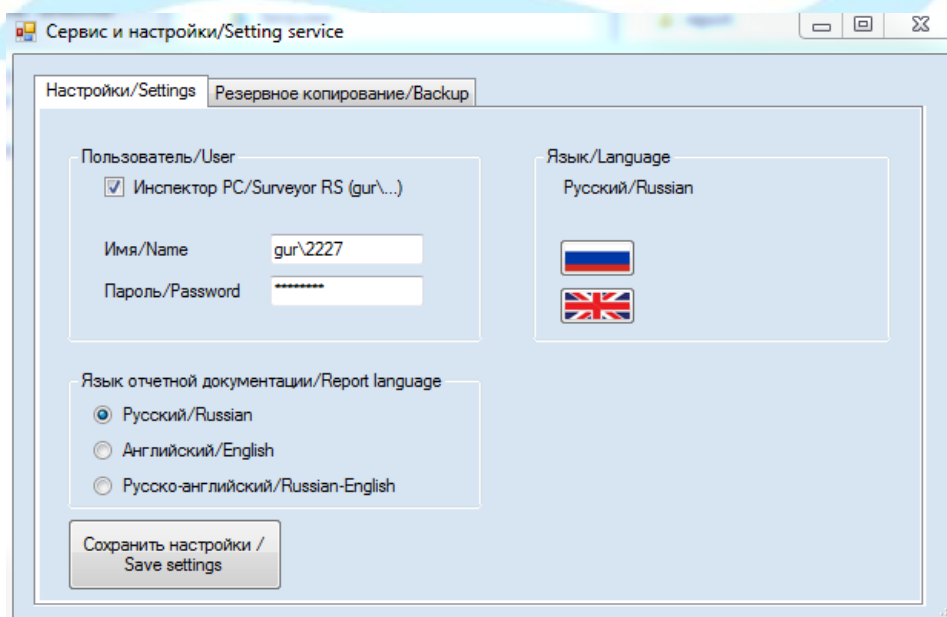 Сервис и настройки/Setting service
Настройки/Settings
Резервное копирование/Backup
Пользователь/User
Инспектор РС/Surveyor RS (gur\...)
Имя/Name
gur\2227
Пароль/Password
********
Язык/Language
Русский/Russian
Язык отчетной документации/Report language
Русский/Russian
Английский/English
Русско-английский/Russian-English
Сохранить настройки /
Save settings